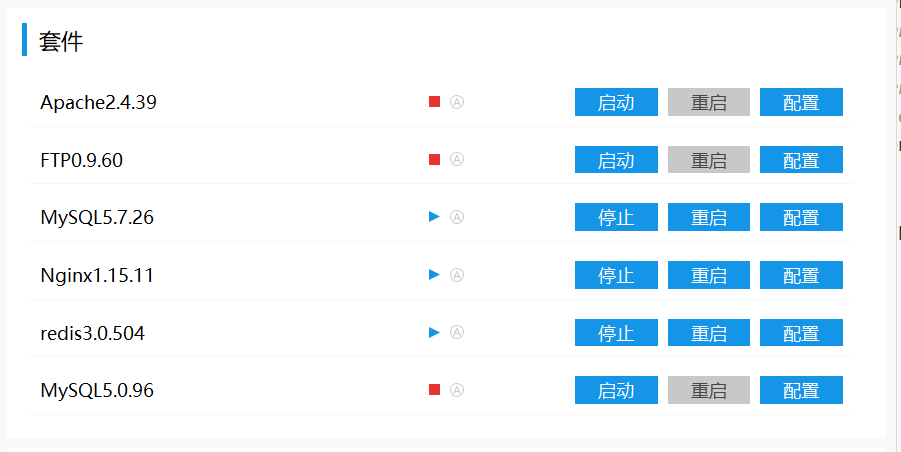 套件
Apache2.4.39 Ⓐ 启动 重启 配置
FTP0.9.60 Ⓐ 启动 重启 配置
MySQL5.7.26 Ⓐ 停止 重启 配置
Nginx1.15.11 Ⓐ 停止 重启 配置
redis3.0.504 Ⓐ 停止 重启 配置
MySQL5.0.96 Ⓐ 启动 重启 配置